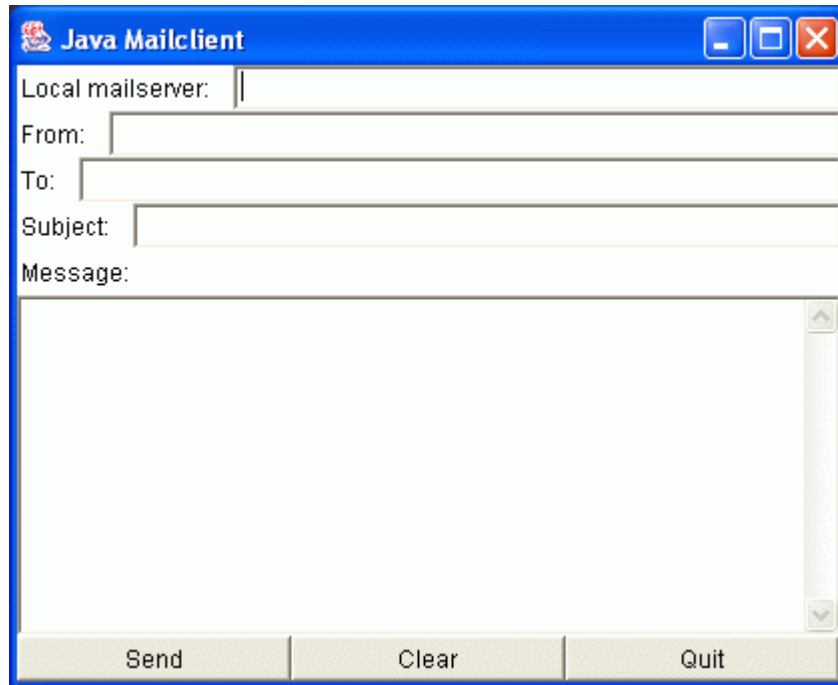 Java Mailclient
Local mailserver:
From:
To:
Subject:
Message:
Send Clear Quit